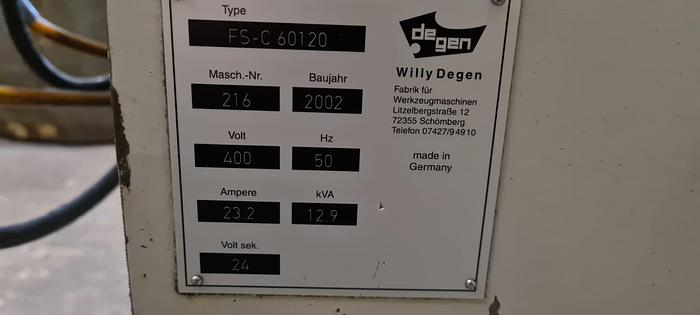 Type
FS-C 60120
Masch.-Nr.
Baujahr
216
2002
Volt
Hz
400
50
Ampere
kVA
23.2
12.9
Volt sek.
24
degen
Willy Degen
Fabrik für
Werkzeugmaschinen
Litzelbergstraße 12
72355 Schömberg
Telefon 07427/94910
made in
Germany